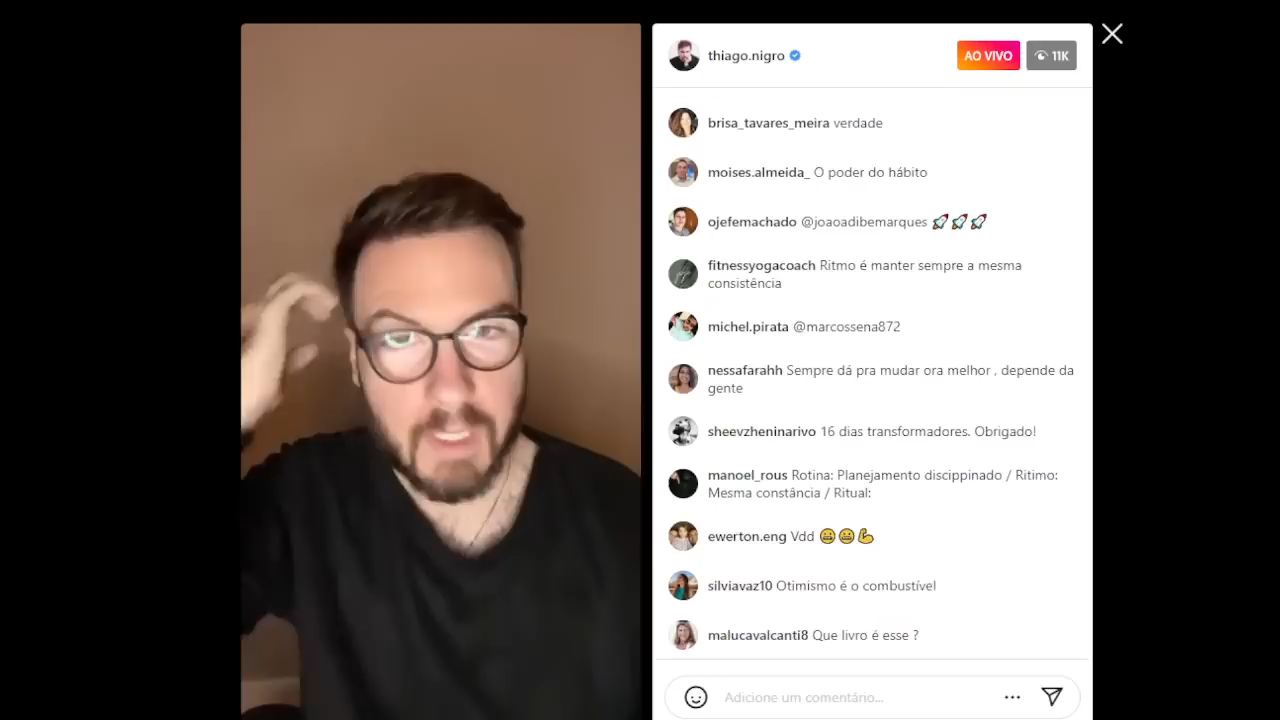 thiago.nigro
AO VIVO
11K
brisa_tavares_meira verdade
moises.almeida_ O poder do hábito
ojefemachado @joaoadibemarques 🚀🚀🚀
fitnessyogacoach Ritmo é manter sempre a mesma
consistência
michel.pirata @marcossena872
nessafarahh Sempre dá pra mudar ora melhor , depende da
gente
sheevzheninarivo 16 dias transformadores. Obrigado!
manoel_rous Rotina: Planejamento discippinado / Ritimo:
Mesma constância / Ritual:
ewerton.eng Vdd 😀😀💪
silviavaz10 Otimismo é o combustível
malucavalcanti8 Que livro é esse ?
Adicione um comentário...